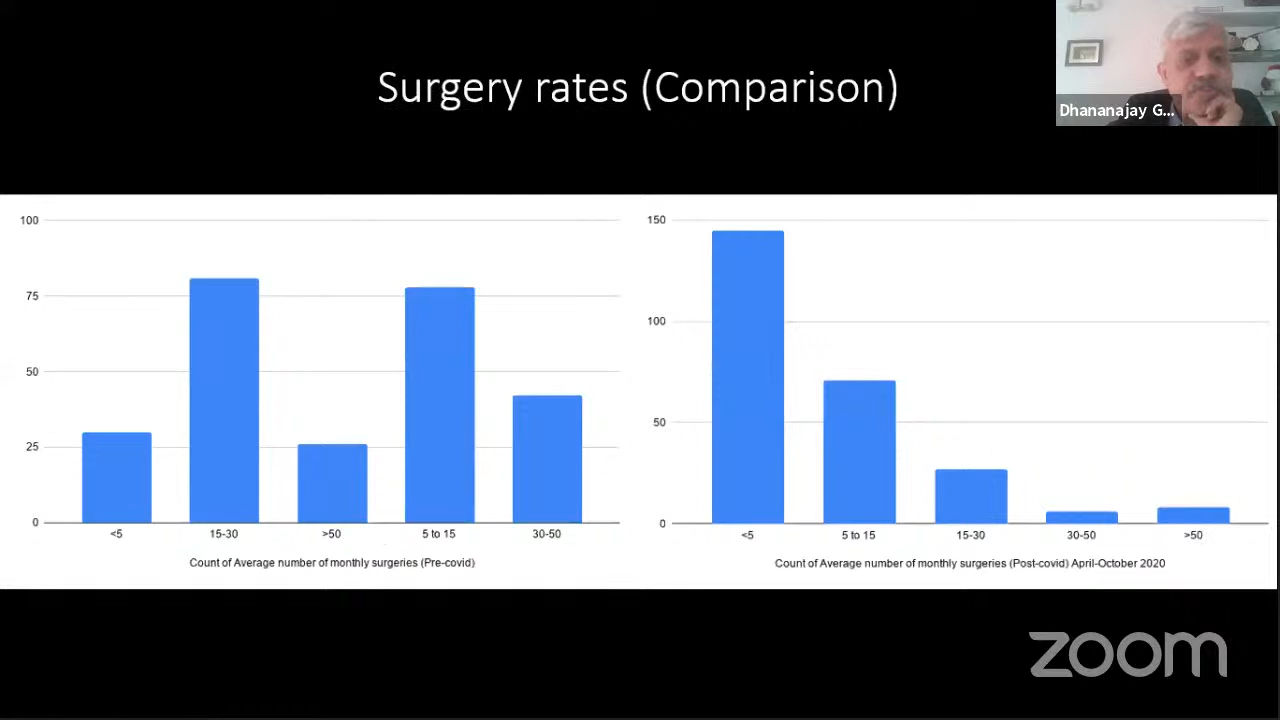 Surgery rates (Comparison)
Dhananajay G...
100
75
50
25
0
<5
15-30
>50
5 to 15
30-50
Count of Average number of monthly surgeries (Pre-covid)
150
100
50
0
<5
5 to 15
15-30
30-50
>50
Count of Average number of monthly surgeries (Post-covid) April-October 2020
zoom